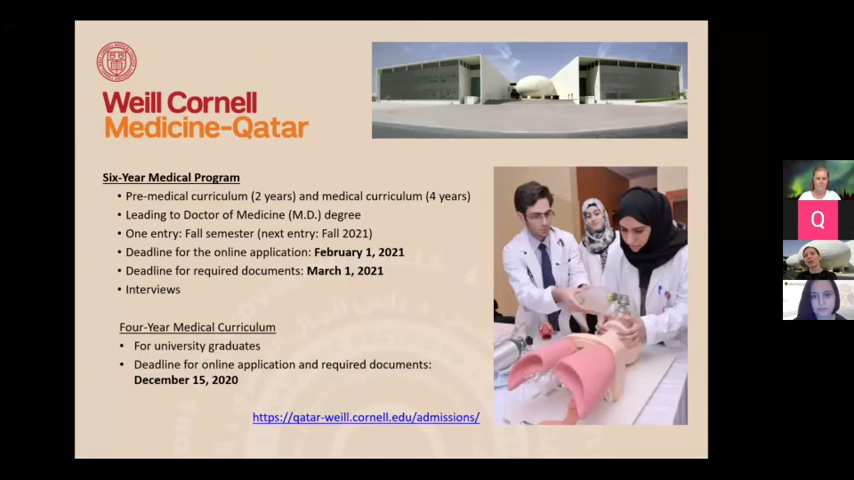 Weill Cornell
Medicine-Qatar
Six-Year Medical Program
• Pre-medical curriculum (2 years) and medical curriculum (4 years)
• Leading to Doctor of Medicine (M.D.) degree
• One entry: Fall semester (next entry: Fall 2021)
• Deadline for the online application: February 1, 2021
• Deadline for required documents: March 1, 2021
• Interviews
Four-Year Medical Curriculum
• For university graduates
• Deadline for online application and required documents:
December 15, 2020
https://qatar-weill.cornell.edu/admissions/
Q